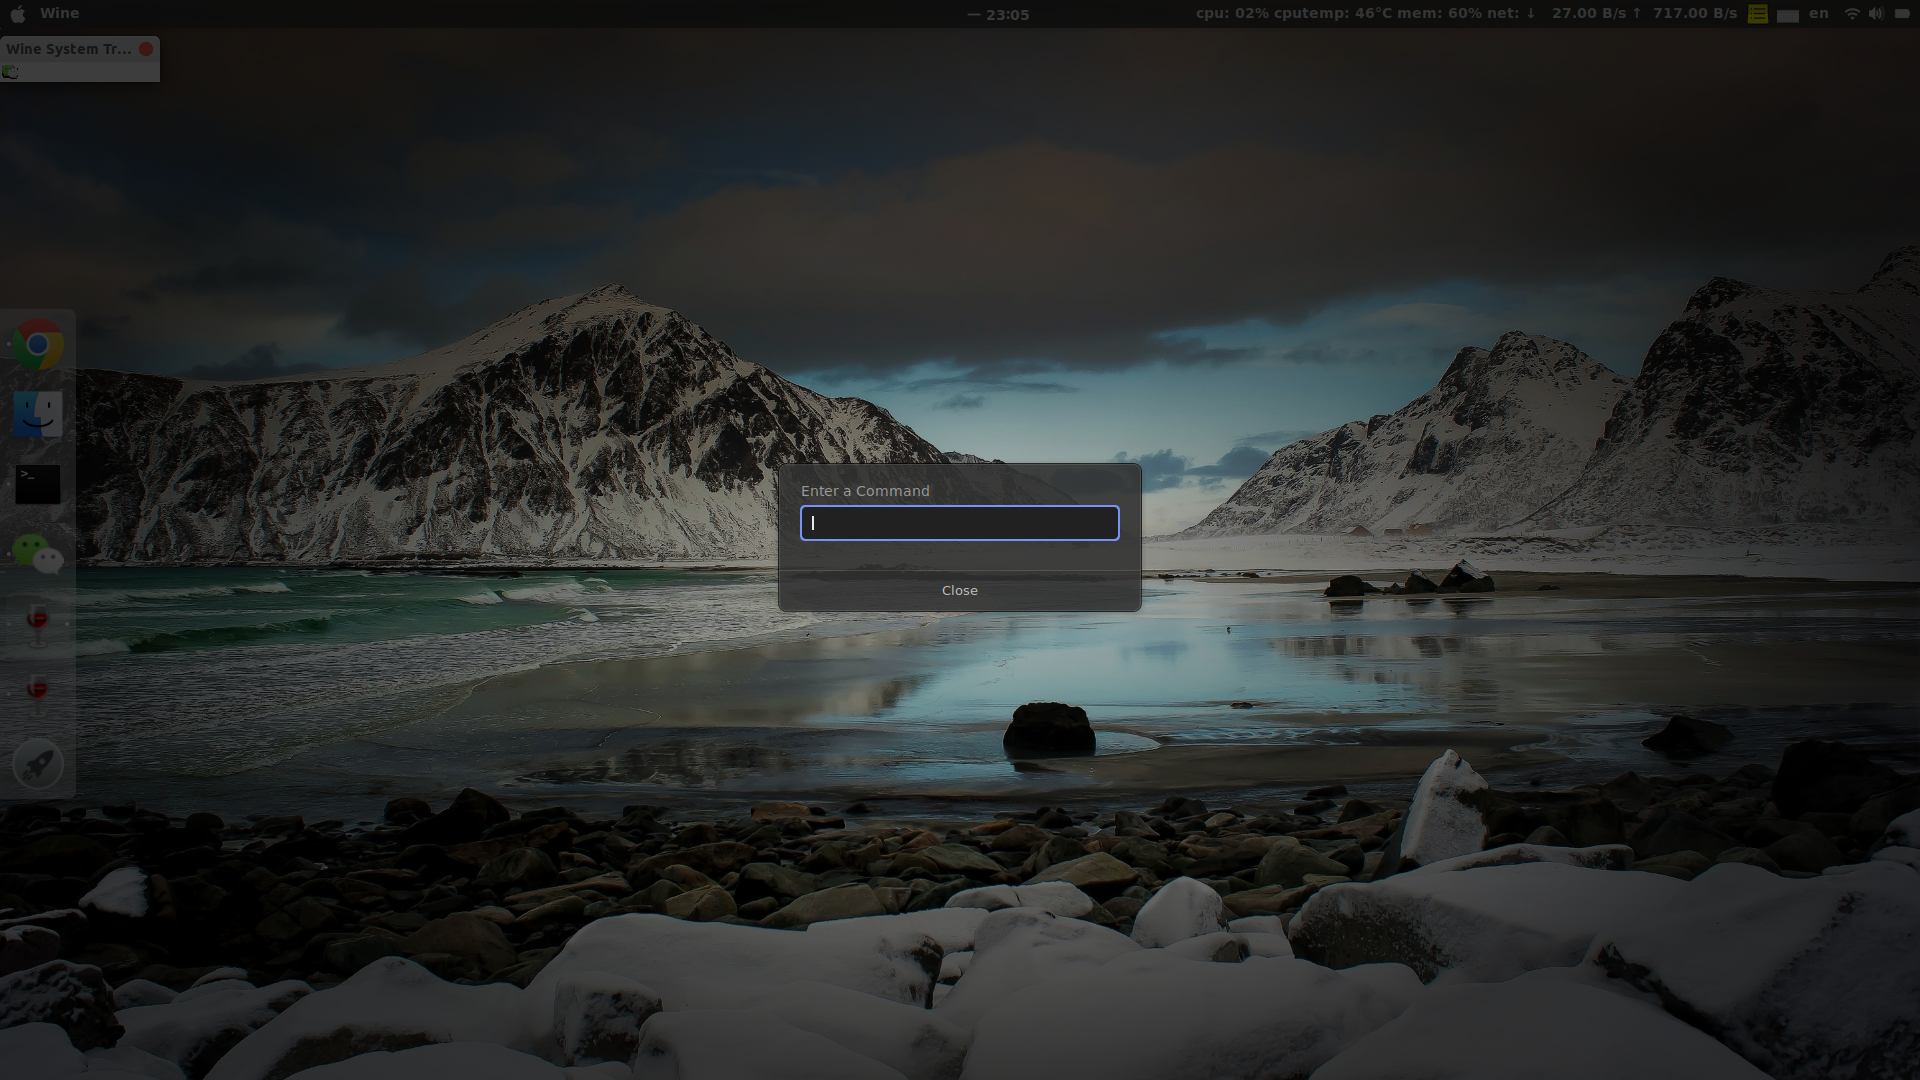 Wine
— 23:05
cpu: 02% cputemp: 46°C mem: 60% net: ↓ 27.00 B/s ↑ 717.00 B/s
en
Wine System Tr...
>_
Enter a Command
Close